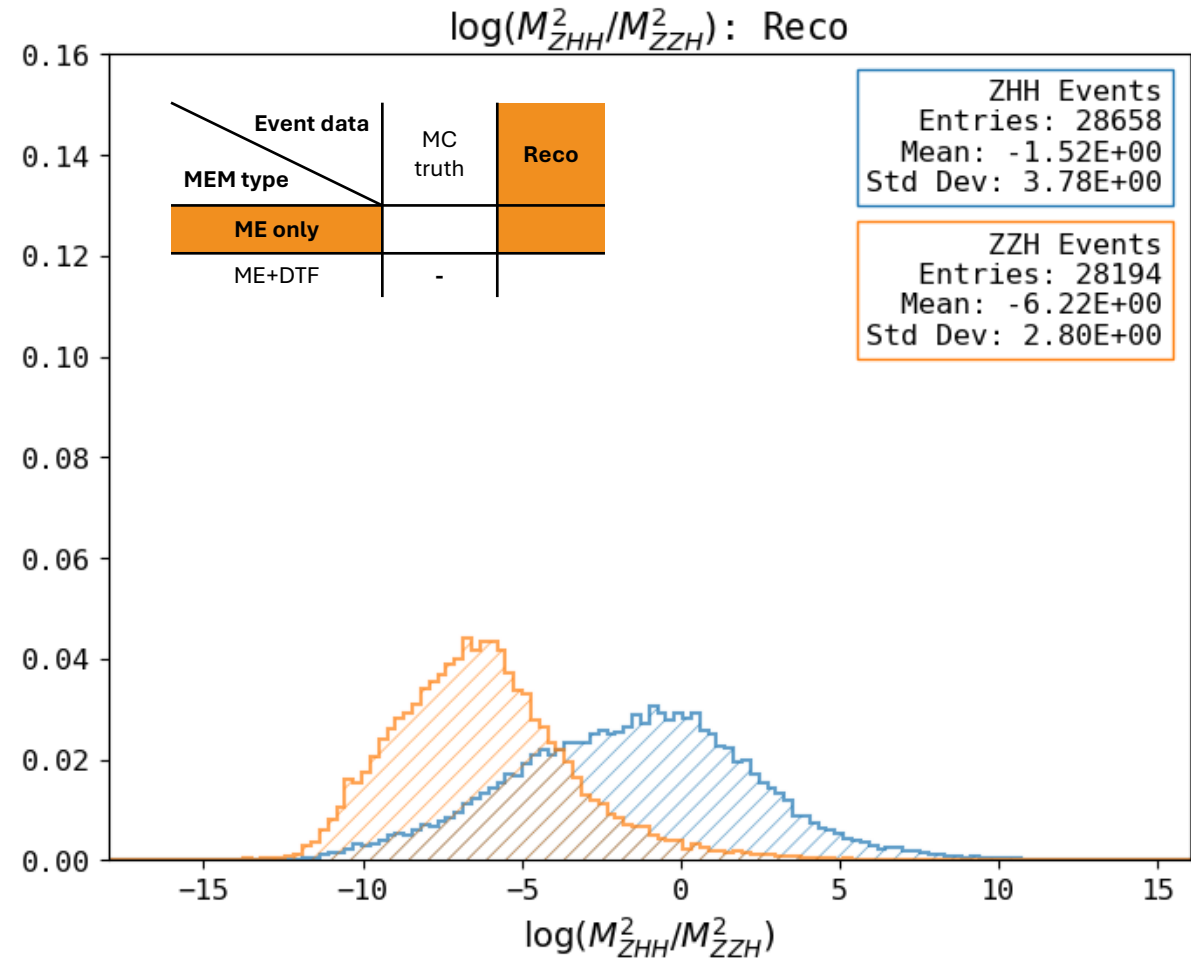 log(M²_ZHH/M²_ZZH): Reco
0.16
0.14
0.12
0.10
0.08
0.06
0.04
0.02
0.00
Event data
MEM type
MC
truth
Reco
ME only
ME+DTF
-
ZHH Events
Entries: 28658
Mean: -1.52E+00
Std Dev: 3.78E+00
ZZH Events
Entries: 28194
Mean: -6.22E+00
Std Dev: 2.80E+00
−15 −10 −5 0 5 10 15
log(M²_ZHH/M²_ZZH)